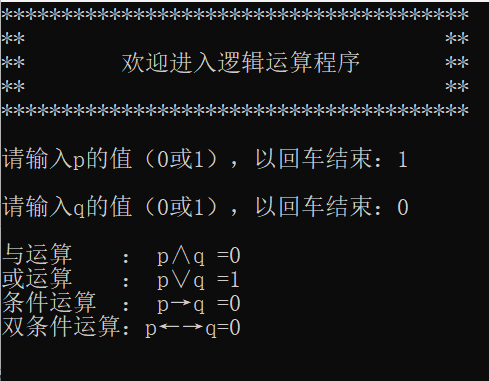 ***************************************
**                                   **
**        欢迎进入逻辑运算程序       **
**                                   **
***************************************
请输入p的值（0或1），以回车结束：1
请输入q的值（0或1），以回车结束：0
与运算    :  p∧q =0
或运算    :  p∨q =1
条件运算  :  p→q =0
双条件运算: p←→q=0